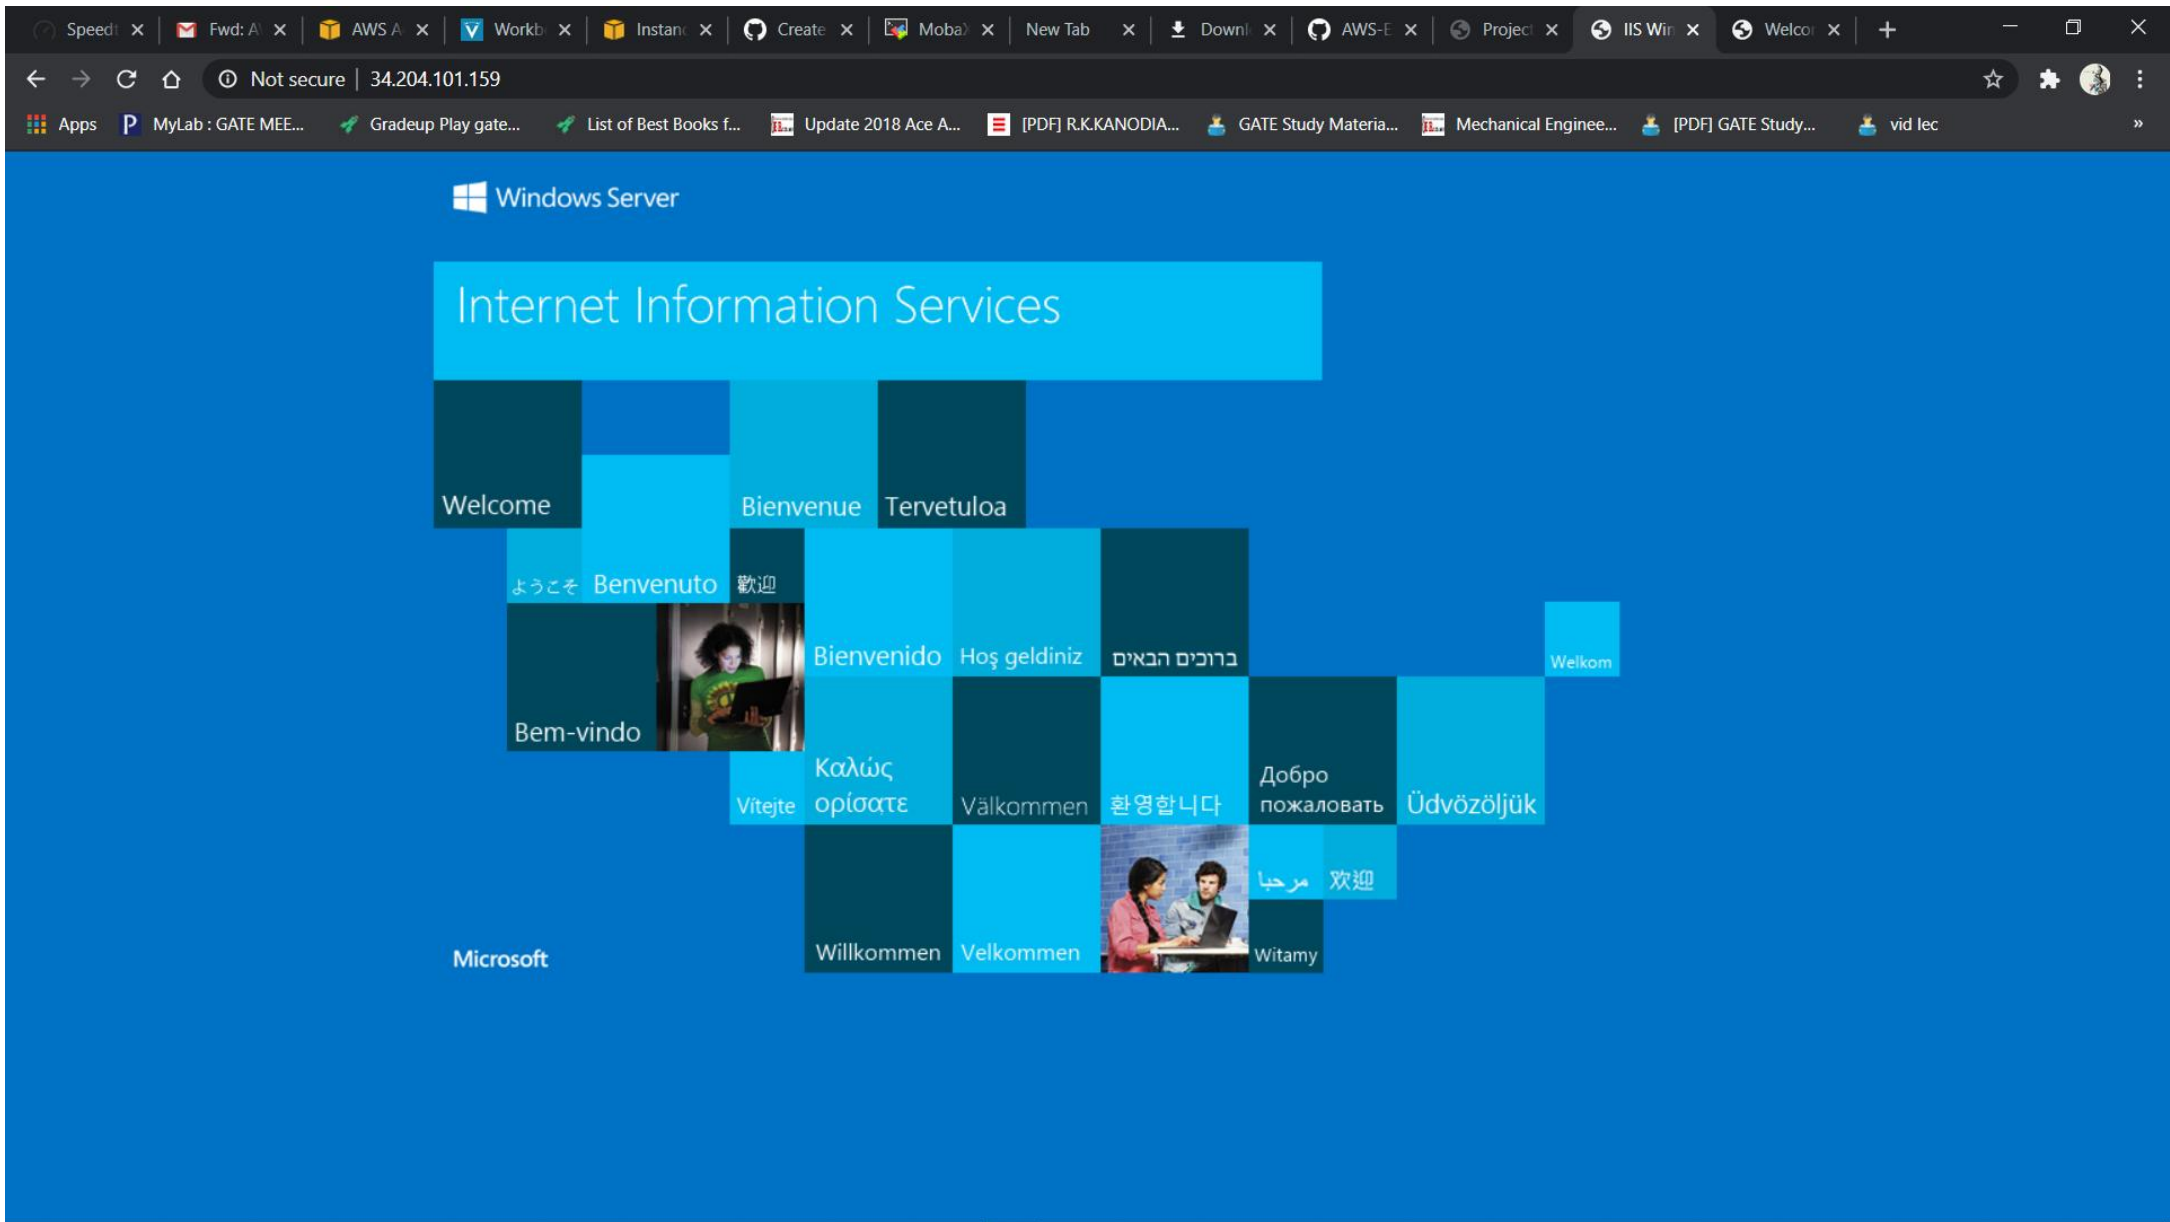 Speedt
Fwd: A
AWS A
Workb
Instanc
Create
MobaX
New Tab
Downl
AWS-E
Project
IIS Win
Welcor
Not secure | 34.204.101.159
Apps
MyLab : GATE MEE...
Gradeup Play gate...
List of Best Books f...
Update 2018 Ace A...
[PDF] R.K.KANODIA...
GATE Study Materia...
Mechanical Enginee...
[PDF] GATE Study...
vid lec
»
Windows Server
Internet Information Services
Welcome
Bienvenue
Tervetuloa
ようこそ
Benvenuto
歡迎
Bienvenido
Hoş geldiniz
ברוכים הבאים
Welkom
Bem-vindo
Vítejte
Καλώς
ορίσατε
Välkommen
환영합니다
Добро
пожаловать
Üdvözöljük
مرحبا
欢迎
Willkommen
Velkommen
Witamy
Microsoft